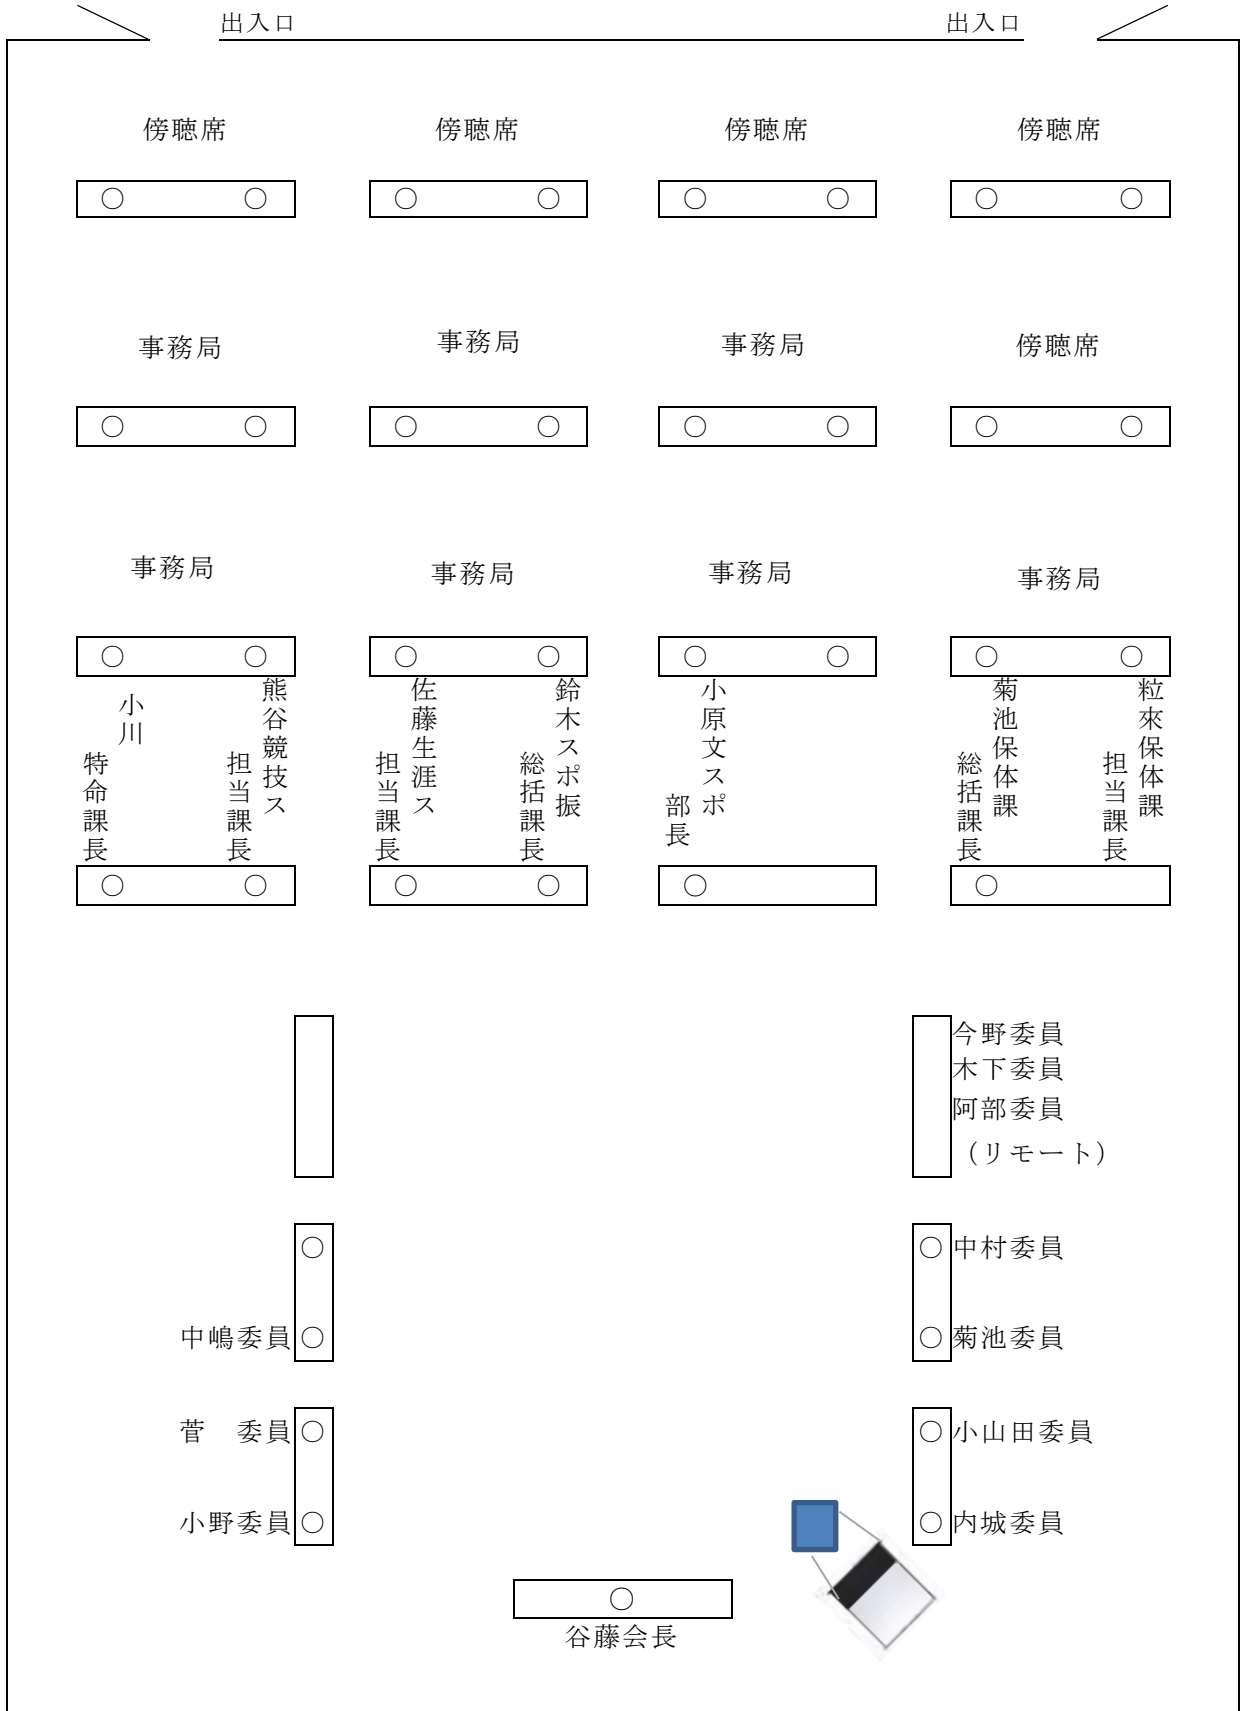 出入口
出入口
傍聴席
傍聴席
傍聴席
傍聴席
事務局
事務局
事務局
傍聴席
事務局
事務局
事務局
事務局
小川
特命課長
熊谷競技ス
担当課長
佐藤生涯ス
担当課長
鈴木スポ振
総括課長
小原文スポ
部長
菊池保体課
総括課長
粒來保体課
担当課長
今野委員
木下委員
阿部委員
（リモート）
中村委員
中嶋委員
菊池委員
菅　委員
小山田委員
小野委員
内城委員
谷藤会長